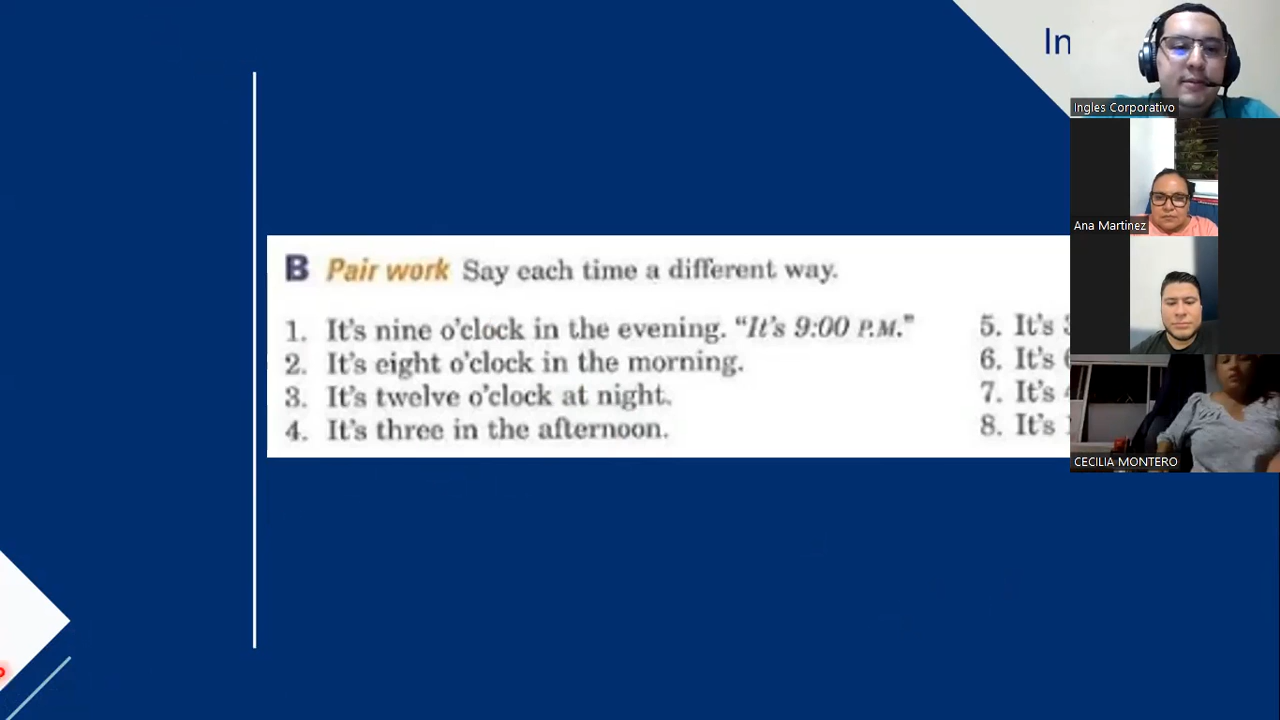 In
Ingles Corporativo
Ana Martinez
B Pair work Say each time a different way.
1. It's nine o'clock in the evening. "It's 9:00 P.M."
2. It's eight o'clock in the morning.
3. It's twelve o'clock at night.
4. It's three in the afternoon.
5. It's
6. It's
7. It's
8. It's
CECILIA MONTERO